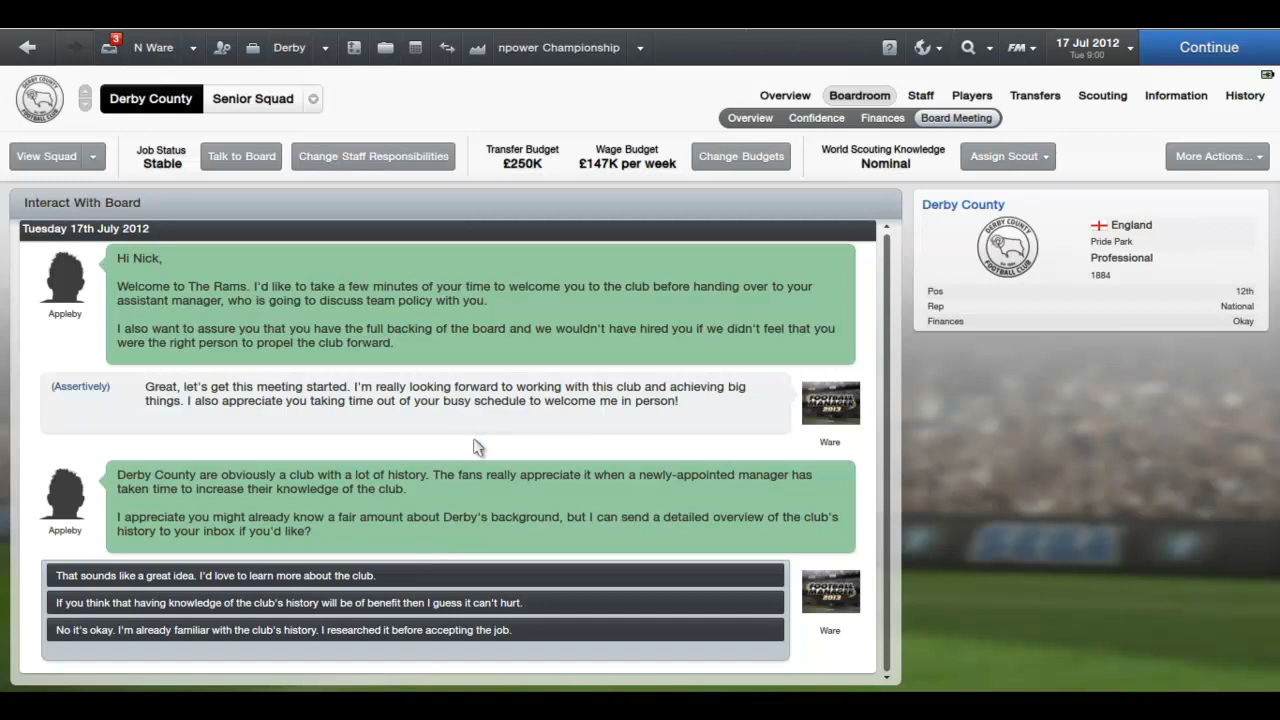 3
N Ware
Derby
npower Championship
?
FM
17 Jul 2012
Tue 9:00
Continue
Derby County
Senior Squad
Overview
Boardroom
Staff
Players
Transfers
Scouting
Information
History
Overview
Confidence
Finances
Board Meeting
View Squad
Job Status
Stable
Talk to Board
Change Staff Responsibilities
Transfer Budget
£250K
Wage Budget
£147K per week
Change Budgets
World Scouting Knowledge
Nominal
Assign Scout
More Actions...
Interact With Board
Tuesday 17th July 2012
Hi Nick,
Welcome to The Rams. I'd like to take a few minutes of your time to welcome you to the club before handing over to your
assistant manager, who is going to discuss team policy with you.
I also want to assure you that you have the full backing of the board and we wouldn't have hired you if we didn't feel that you
were the right person to propel the club forward.
Appleby
(Assertively)
Great, let's get this meeting started. I'm really looking forward to working with this club and achieving big
things. I also appreciate you taking time out of your busy schedule to welcome me in person!
FOOTBALL
MANAGER
2013
Ware
Derby County are obviously a club with a lot of history. The fans really appreciate it when a newly-appointed manager has
taken time to increase their knowledge of the club.
I appreciate you might already know a fair amount about Derby's background, but I can send a detailed overview of the club's
history to your inbox if you'd like?
Appleby
That sounds like a great idea. I'd love to learn more about the club.
If you think that having knowledge of the club's history will be of benefit then I guess it can't hurt.
No it's okay. I'm already familiar with the club's history. I researched it before accepting the job.
FOOTBALL
MANAGER
2013
Ware
Derby County
DERBY COUNTY
FOOTBALL CLUB
England
Pride Park
Professional
1884
Pos
12th
Rep
National
Finances
Okay